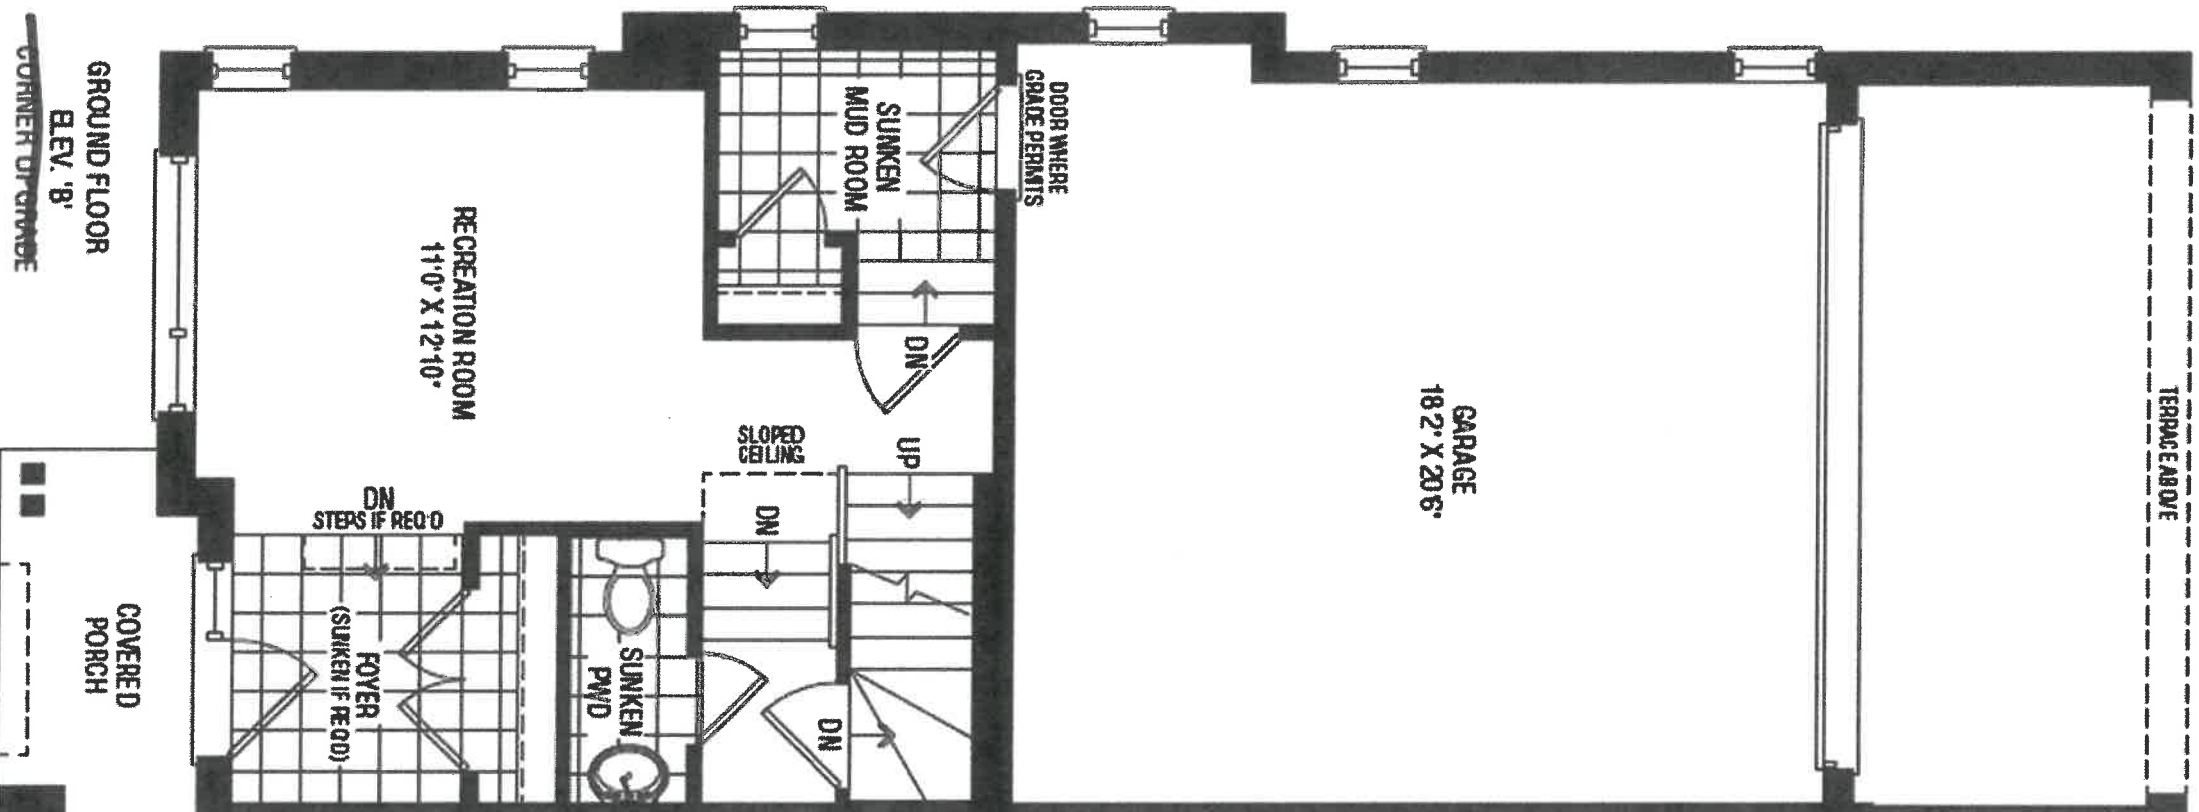 TERRACE ABOVE
GARAGE
18'2" X 20'6"
DOOR WHERE
GRADE PERMITS
SUNKEN
MUD ROOM
DN
UP
SLOPED
CEILING
DN
DN
SUNKEN
PWD
RECREATION ROOM
11'0" X 12'10"
DN
STEPS IF REQ'D
FOYER
(SUNKEN IF REQ'D)
COVERED
PORCH
GROUND FLOOR
ELEV. 'B'
CORNER UPGRADE